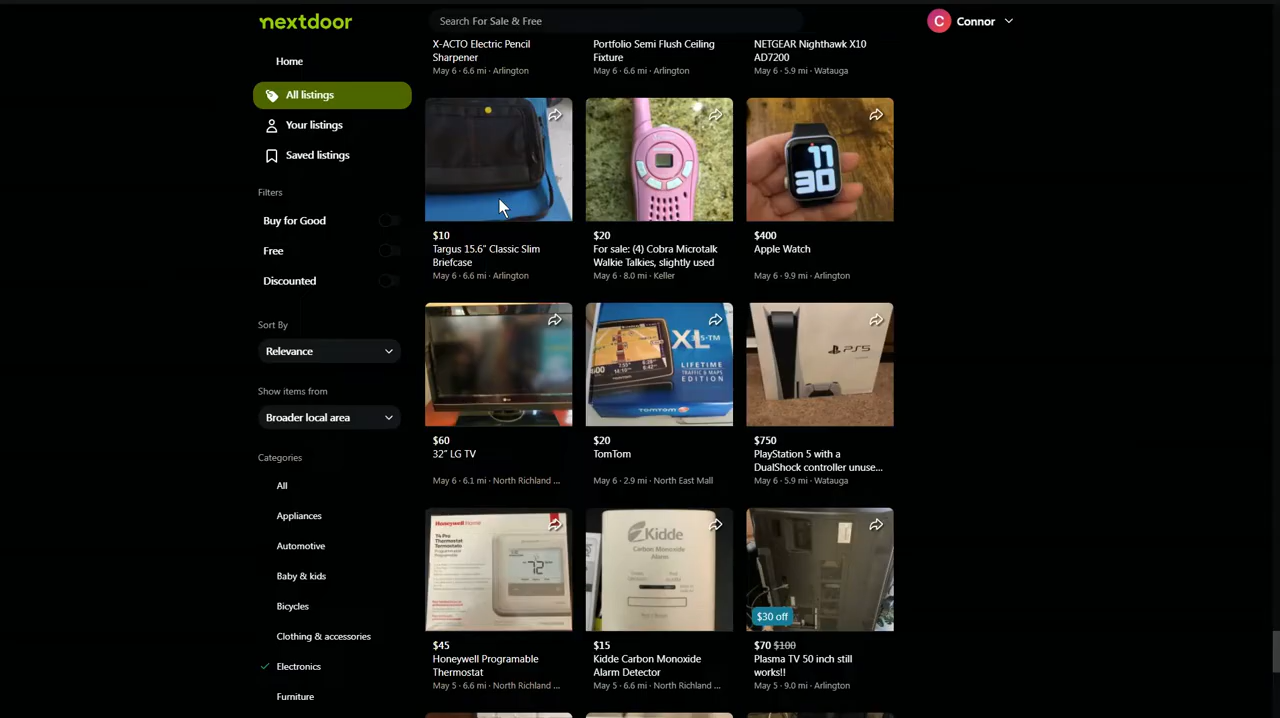 nextdoor
Search For Sale & Free
C Connor
Home
All listings
Your listings
Saved listings
Filters
Buy for Good
Free
Discounted
Sort By
Relevance
Show items from
Broader local area
Categories
All
Appliances
Automotive
Baby & kids
Bicycles
Clothing & accessories
Electronics
Furniture
X-ACTO Electric Pencil
Sharpener
May 6 · 6.6 mi · Arlington
Portfolio Semi Flush Ceiling
Fixture
May 6 · 6.6 mi · Arlington
NETGEAR Nighthawk X10
AD7200
May 6 · 5.9 mi · Watauga
$10
Targus 15.6” Classic Slim
Briefcase
May 6 · 6.6 mi · Arlington
$20
For sale: (4) Cobra Microtalk
Walkie Talkies, slightly used
May 6 · 8.0 mi · Keller
11
30
$400
Apple Watch
May 6 · 9.9 mi · Arlington
$60
32” LG TV
May 6 · 6.1 mi · North Richland ...
XL
LIFETIME
TRAFFIC & MAPS
EDITION
TOMTOM
$20
TomTom
May 6 · 2.9 mi · North East Mall
PS5
$750
PlayStation 5 with a
DualShock controller unuse...
May 6 · 5.9 mi · Watauga
Honeywell Home
T4 Pro
Thermostat
Termostato
72
$45
Honeywell Programable
Thermostat
May 5 · 6.6 mi · North Richland ...
Kidde
Carbon Monoxide
Alarm
$15
Kidde Carbon Monoxide
Alarm Detector
May 5 · 6.6 mi · North Richland ...
$30 off
$70 $100
Plasma TV 50 inch still
works!!
May 5 · 9.0 mi · Arlington